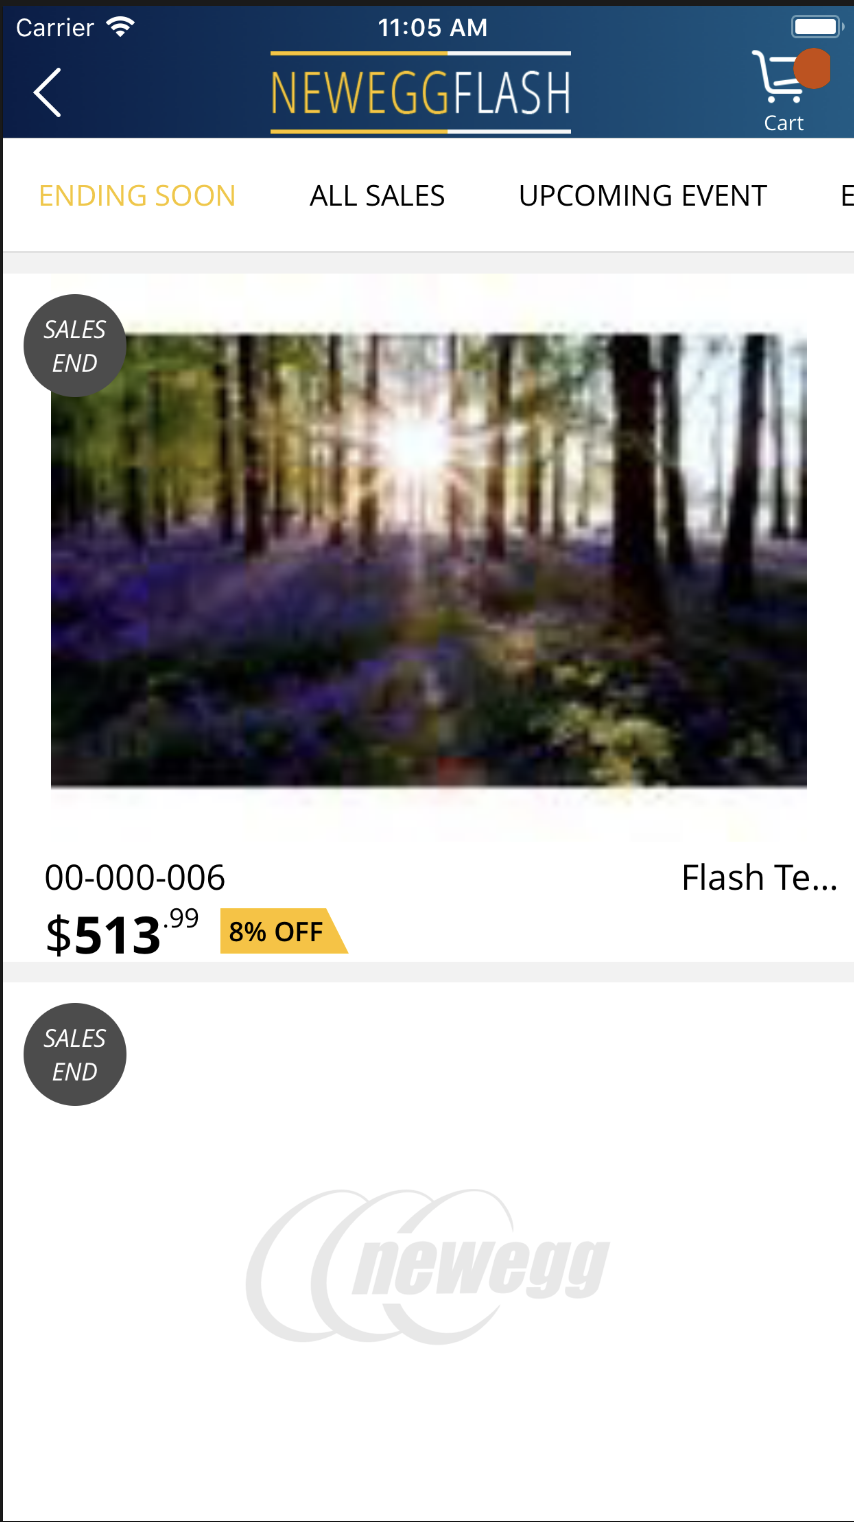 Carrier 11:05 AM
NEWEGGFLASH
Cart
ENDING SOON ALL SALES UPCOMING EVENT E
SALES
END
00-000-006 Flash Te...
$513.99 8% OFF
SALES
END
newegg